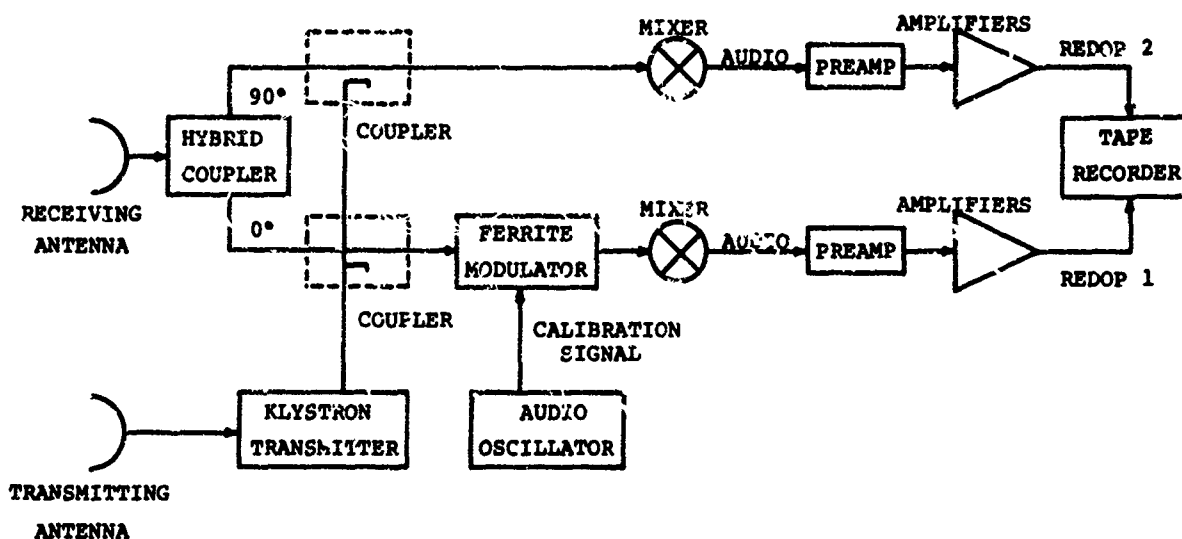 AMPLIFIERS
MIXER
REDOP 2
AUDIO
PREAMP
90°
COUPLER
HYBRID
COUPLER
TAPE
RECORDER
RECEIVING
ANTENNA
0°
FERRITE
MODULATOR
MIXER
AUDIO
PREAMP
AMPLIFIERS
REDOP 1
COUPLER
CALIBRATION
SIGNAL
KLYSTRON
TRANSMITTER
AUDIO
OSCILLATOR
TRANSMITTING
ANTENNA